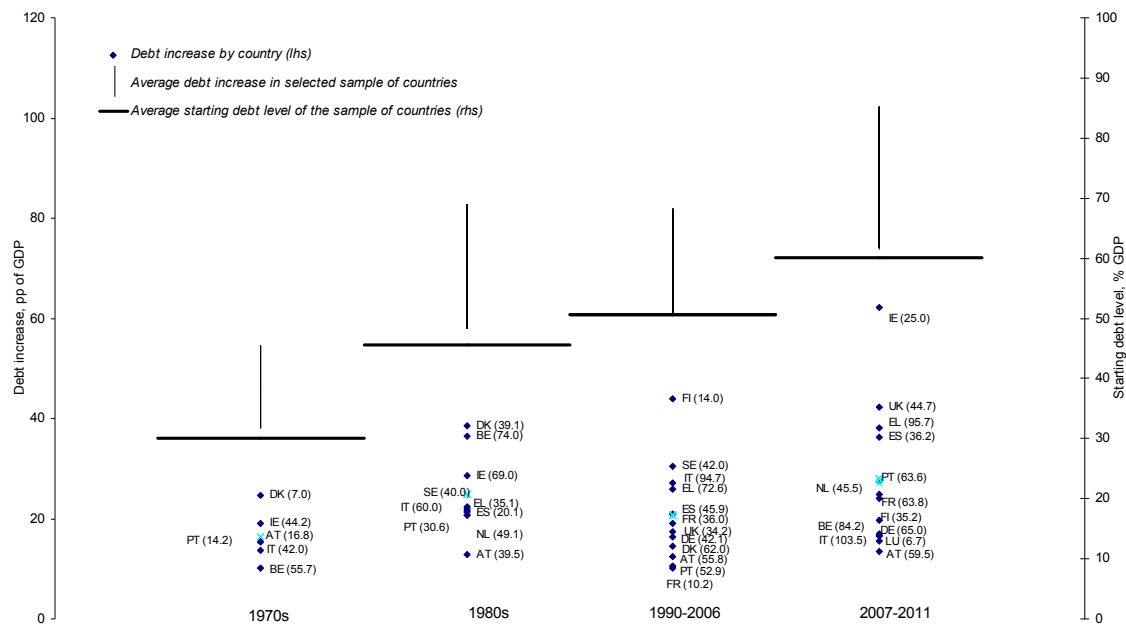 120
100
80
60
40
20
0
Debt increase, pp of GDP
Debt increase by country (lhs)
Average debt increase in selected sample of countries
Average starting debt level of the sample of countries (rhs)
DK (7.0)
IE (44.2)
AT (16.8)
PT (14.2)
IT (42.0)
BE (55.7)
1970s
DK (39.1)
BE (74.0)
IE (69.0)
SE (40.0)
IT (60.0)
EL (35.1)
ES (20.1)
PT (30.6)
NL (49.1)
AT (39.5)
1980s
FI (14.0)
SE (42.0)
IT (94.7)
EL (72.6)
ES (45.9)
FR (36.0)
UK (34.2)
DE (42.1)
DK (62.0)
AT (55.8)
PT (52.9)
FR (10.2)
1990-2006
IE (25.0)
UK (44.7)
EL (95.7)
ES (36.2)
PT (63.6)
NL (45.5)
FR (63.8)
FI (35.2)
BE (84.2)
DE (65.0)
IT (103.5)
LU (6.7)
AT (59.5)
2007-2011
100
90
80
70
60
50
40
30
20
10
0
Starting debt level, % GDP